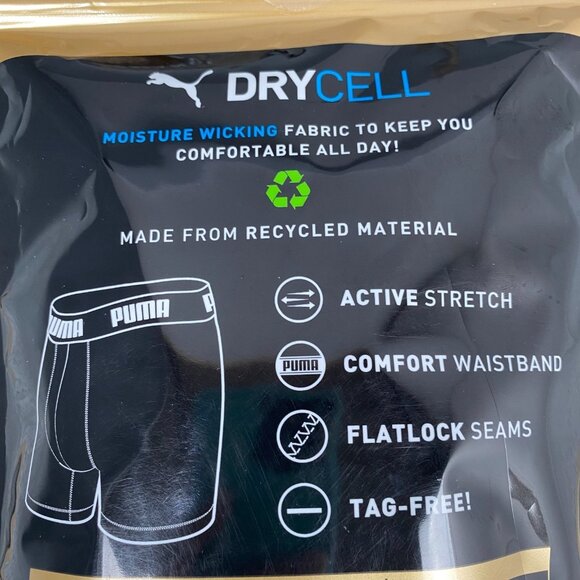 DRYCELL
MOISTURE WICKING FABRIC TO KEEP YOU
COMFORTABLE ALL DAY!
MADE FROM RECYCLED MATERIAL
PUMA PUMA P
ACTIVE STRETCH
PUMA
COMFORT WAISTBAND
FLATLOCK SEAMS
TAG-FREE!